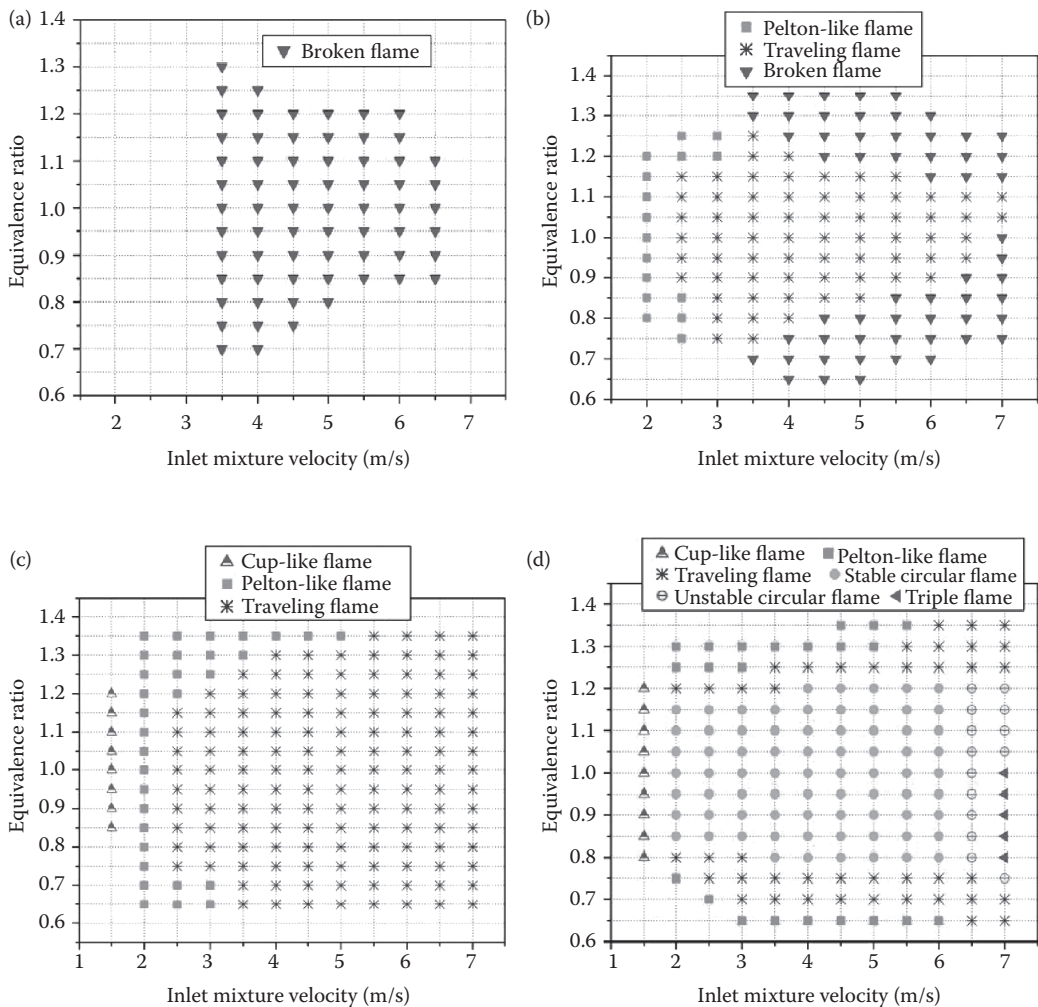 (a)
Broken flame
1.3
1.2
1.1
1.0
0.9
0.8
0.7
0.6
Equivalence ratio
2 3 4 5 6 7
Inlet mixture velocity (m/s)
(b)
Pelton-like flame
Traveling flame
Broken flame
1.4
1.3
1.2
1.1
1.0
0.9
0.8
0.7
0.6
Equivalence ratio
2 3 4 5 6 7
Inlet mixture velocity (m/s)
(c)
Cup-like flame
Pelton-like flame
Traveling flame
1.4
1.3
1.2
1.1
1.0
0.9
0.8
0.7
0.6
Equivalence ratio
1 2 3 4 5 6 7
Inlet mixture velocity (m/s)
(d)
Cup-like flame Pelton-like flame
Traveling flame Stable circular flame
Unstable circular flame Triple flame
1.4
1.3
1.2
1.1
1.0
0.9
0.8
0.7
0.6
Equivalence ratio
1 2 3 4 5 6 7
Inlet mixture velocity (m/s)